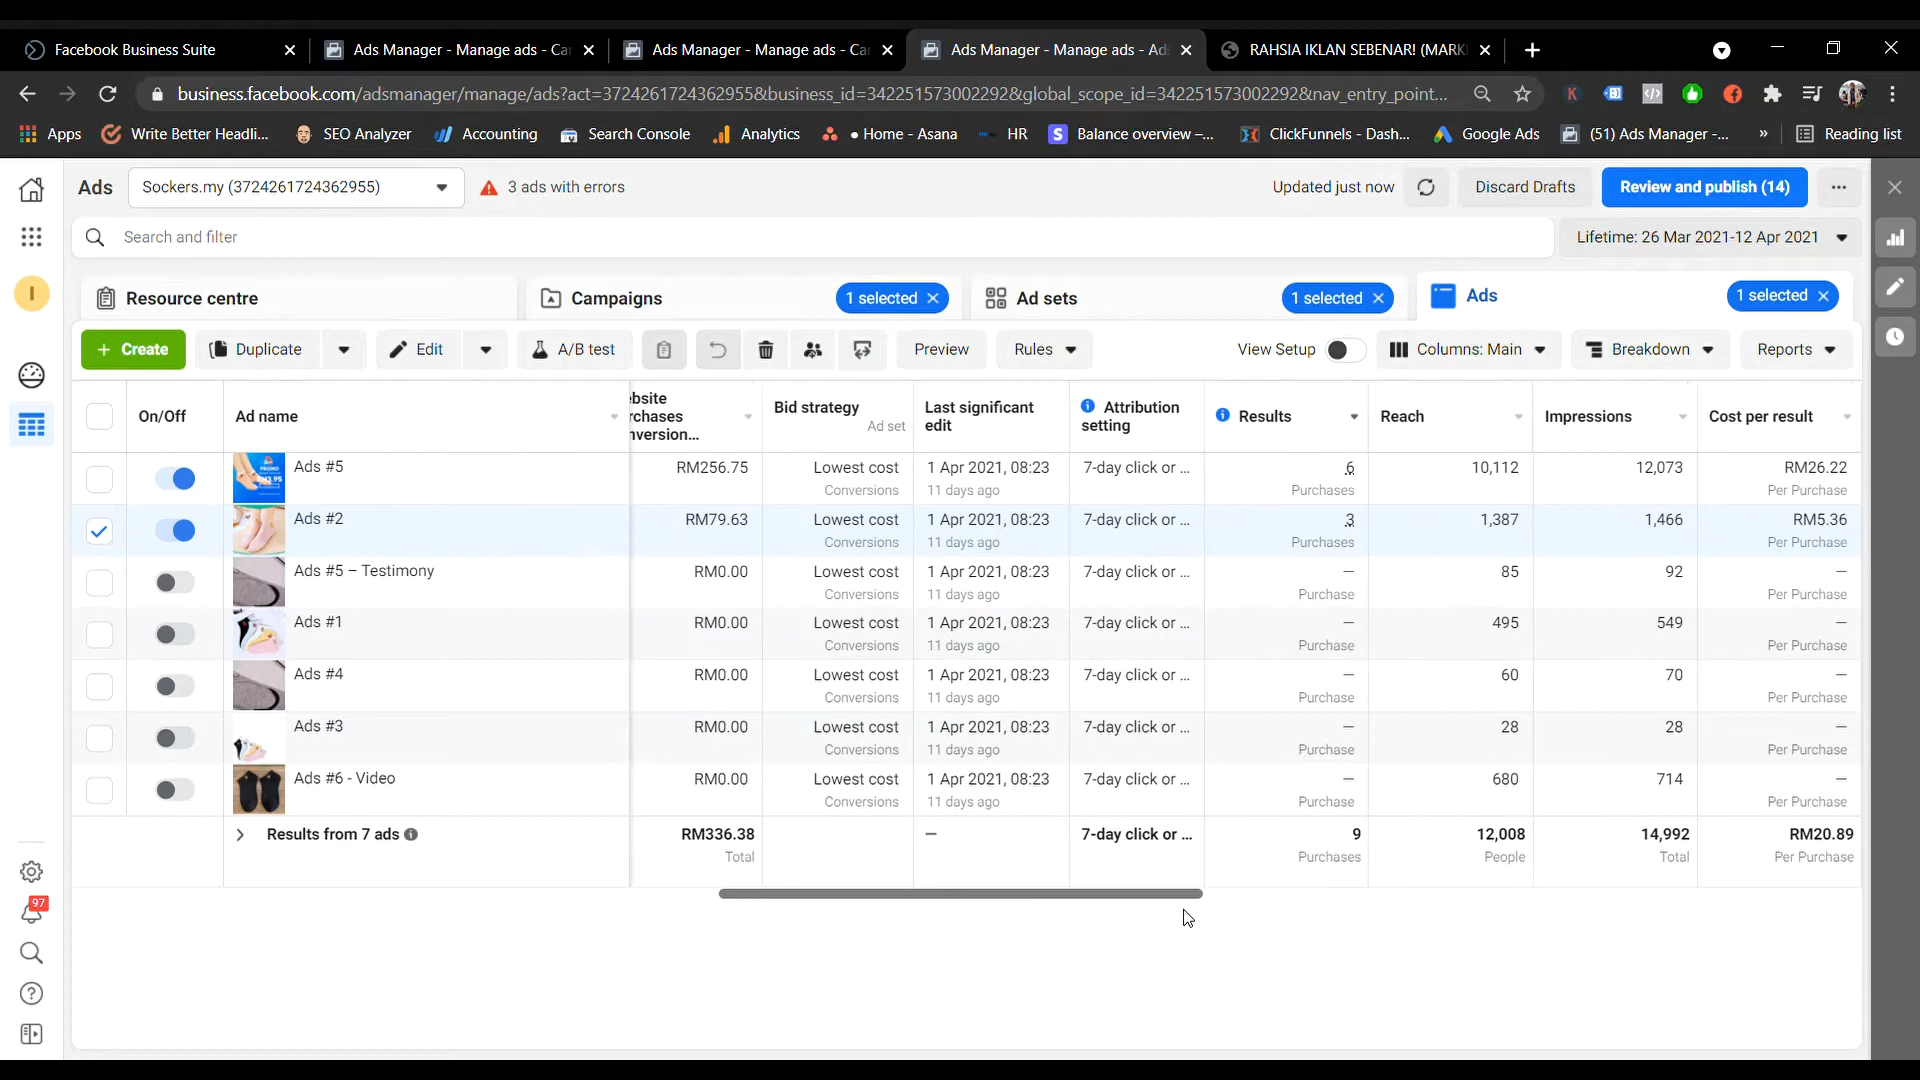 Facebook Business Suite
Ads Manager - Manage ads - Car
Ads Manager - Manage ads - Car
Ads Manager - Manage ads - Ads
RAHSIA IKLAN SEBENAR! (MARK
business.facebook.com/adsmanager/manage/ads?act=3724261724362955&business_id=342251573002292&global_scope_id=342251573002292&nav_entry_point...
Apps
Write Better Headli...
SEO Analyzer
Accounting
Search Console
Analytics
• Home - Asana
HR
Balance overview –...
ClickFunnels - Dash...
Google Ads
(51) Ads Manager -...
»
Reading list
Ads
Sockers.my (3724261724362955)
3 ads with errors
Updated just now
Discard Drafts
Review and publish (14)
Search and filter
Lifetime: 26 Mar 2021-12 Apr 2021
I
Resource centre
Campaigns
1 selected
Ad sets
1 selected
Ads
1 selected
+ Create
Duplicate
Edit
A/B test
Preview
Rules
View Setup
Columns: Main
Breakdown
Reports
On/Off
Ad name
ebsite
rchases
nversion...
Bid strategy
Ad set
Last significant
edit
Attribution
setting
Results
Reach
Impressions
Cost per result
Ads #5
RM256.75
Lowest cost
Conversions
1 Apr 2021, 08:23
11 days ago
7-day click or ...
6
Purchases
10,112
12,073
RM26.22
Per Purchase
Ads #2
RM79.63
Lowest cost
Conversions
1 Apr 2021, 08:23
11 days ago
7-day click or ...
3
Purchases
1,387
1,466
RM5.36
Per Purchase
Ads #5 – Testimony
RM0.00
Lowest cost
Conversions
1 Apr 2021, 08:23
11 days ago
7-day click or ...
—
Purchase
85
92
—
Per Purchase
Ads #1
RM0.00
Lowest cost
Conversions
1 Apr 2021, 08:23
11 days ago
7-day click or ...
—
Purchase
495
549
—
Per Purchase
Ads #4
RM0.00
Lowest cost
Conversions
1 Apr 2021, 08:23
11 days ago
7-day click or ...
—
Purchase
60
70
—
Per Purchase
Ads #3
RM0.00
Lowest cost
Conversions
1 Apr 2021, 08:23
11 days ago
7-day click or ...
—
Purchase
28
28
—
Per Purchase
Ads #6 - Video
RM0.00
Lowest cost
Conversions
1 Apr 2021, 08:23
11 days ago
7-day click or ...
—
Purchase
680
714
—
Per Purchase
Results from 7 ads
RM336.38
Total
—
7-day click or ...
9
Purchases
12,008
People
14,992
Total
RM20.89
Per Purchase
97